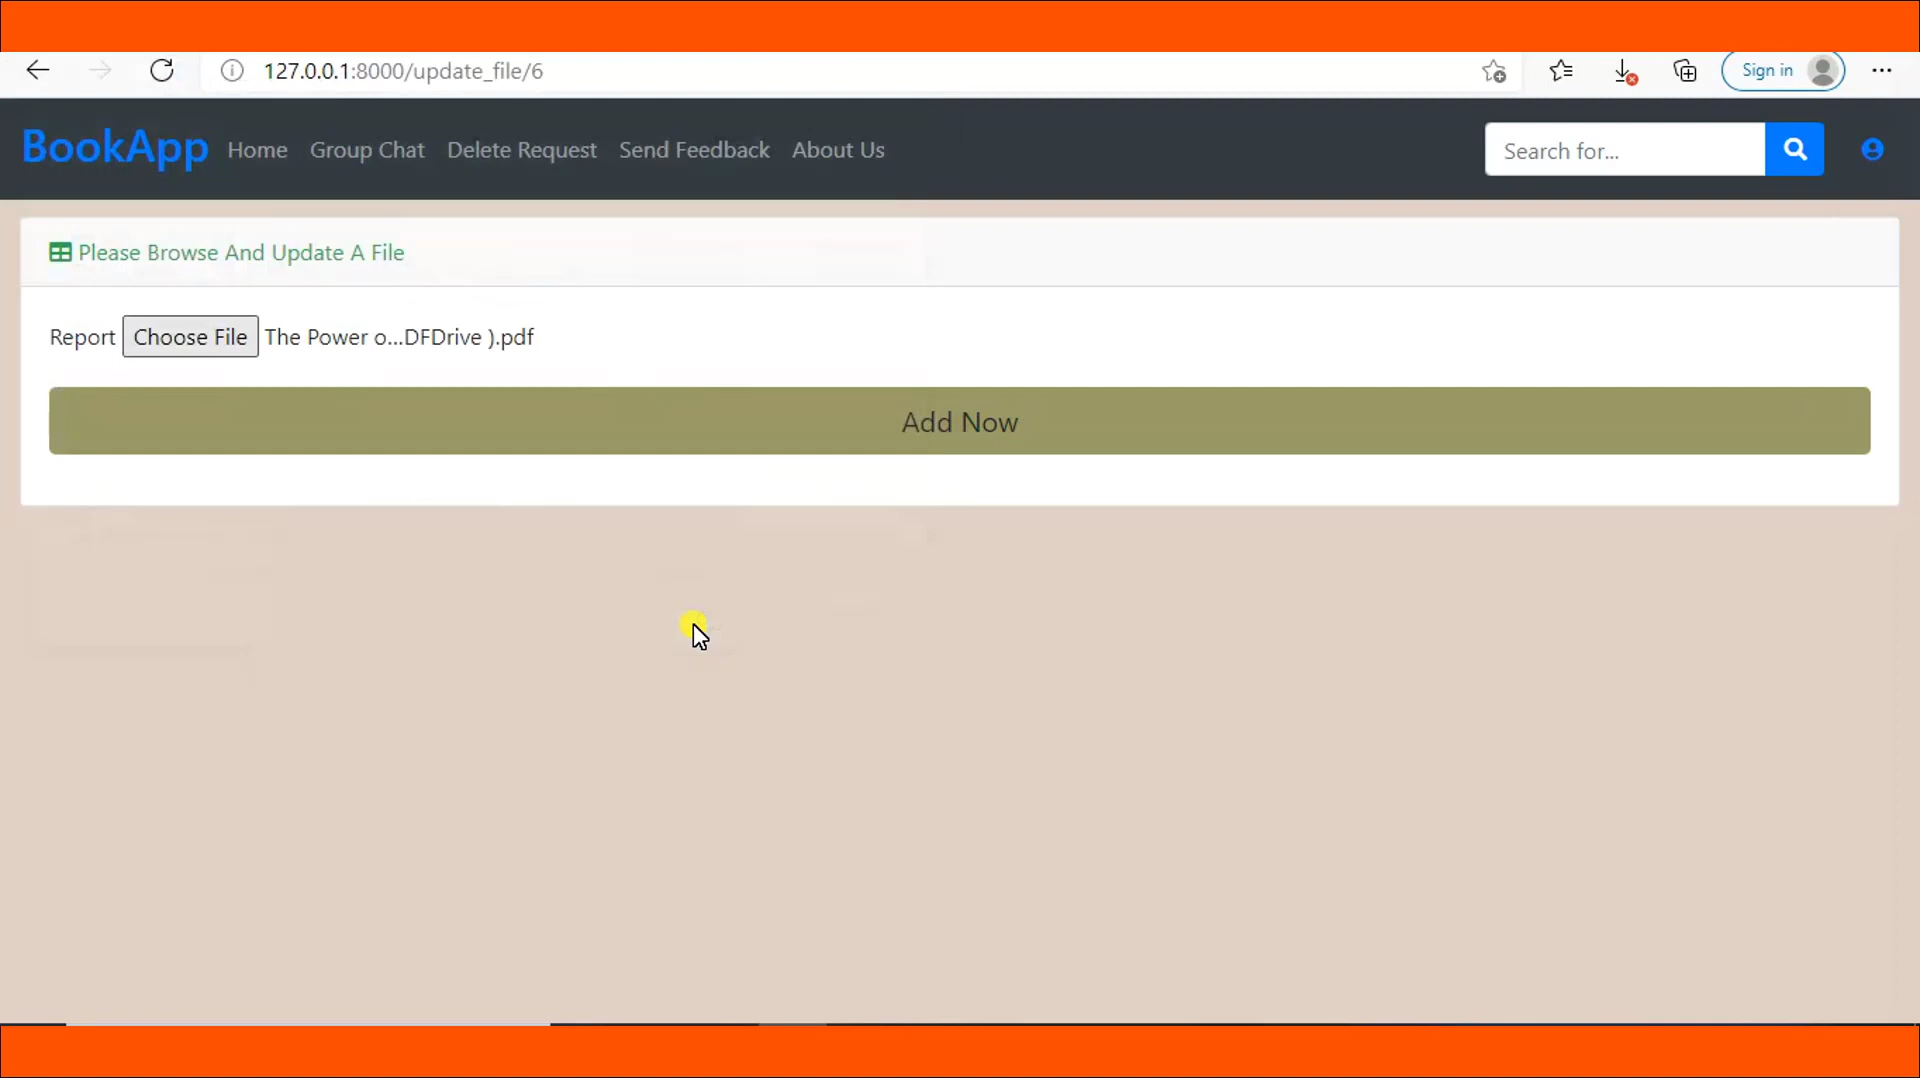 127.0.0.1:8000/update_file/6
Sign in
BookApp Home Group Chat Delete Request Send Feedback About Us
Search for...
Please Browse And Update A File
Report Choose File The Power o...DFDrive ).pdf
Add Now